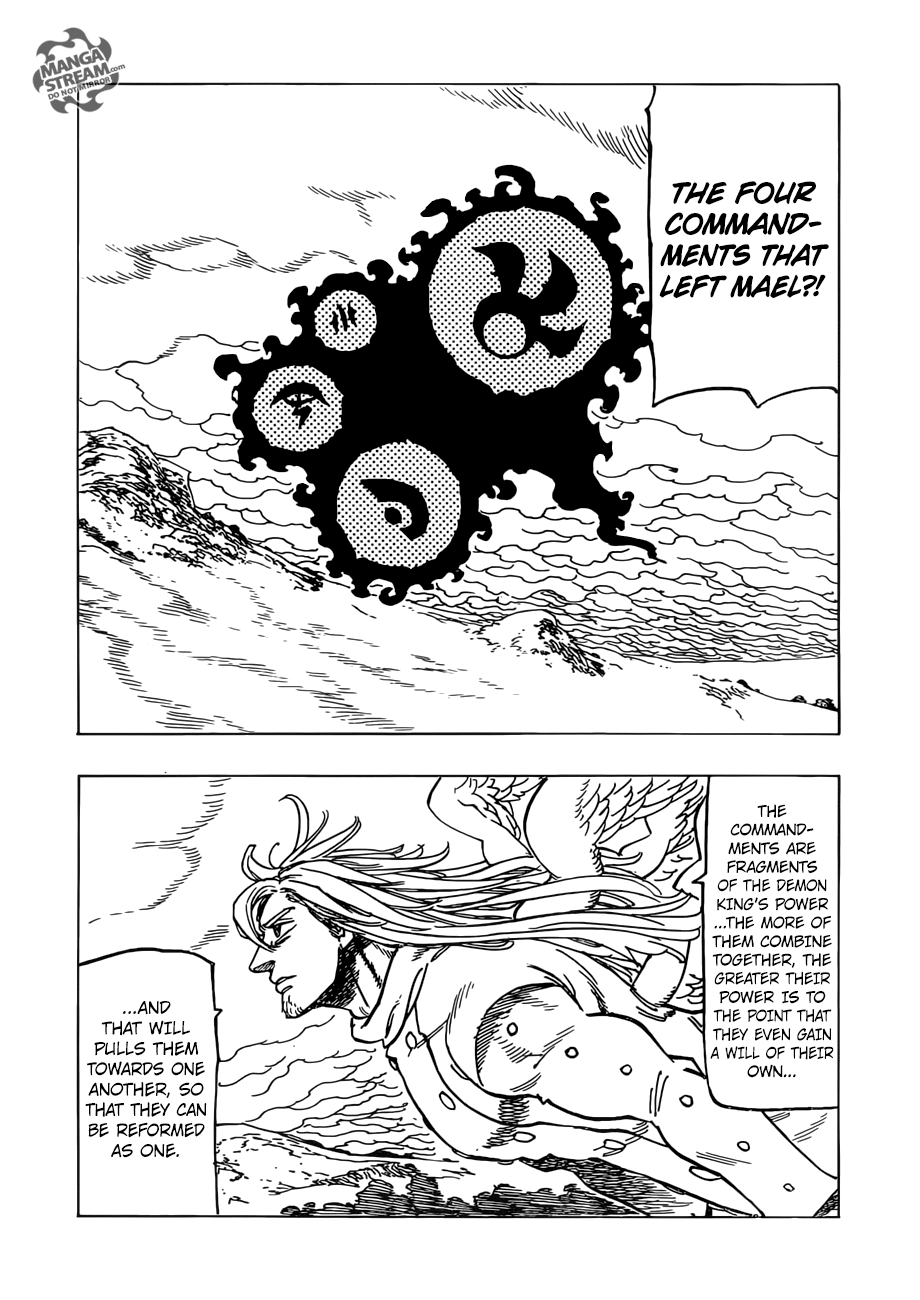 MANGA
STREAM.com
DO NOT MIRROR
THE FOUR
COMMAND-
MENTS THAT
LEFT MAEL?!
THE
COMMAND-
MENTS ARE
FRAGMENTS
OF THE DEMON
KING'S POWER
...THE MORE OF
THEM COMBINE
TOGETHER, THE
GREATER THEIR
POWER IS TO
THE POINT THAT
THEY EVEN GAIN
A WILL OF THEIR
OWN...
...AND
THAT WILL
PULLS THEM
TOWARDS ONE
ANOTHER, SO
THAT THEY CAN
BE REFORMED
AS ONE.